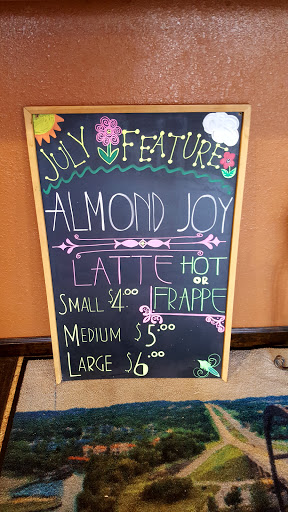 JULY FEATURE
ALMOND JOY
LATTE HOT
OR
FRAPPE
SMALL $4.00
MEDIUM $5.00
LARGE $6.00